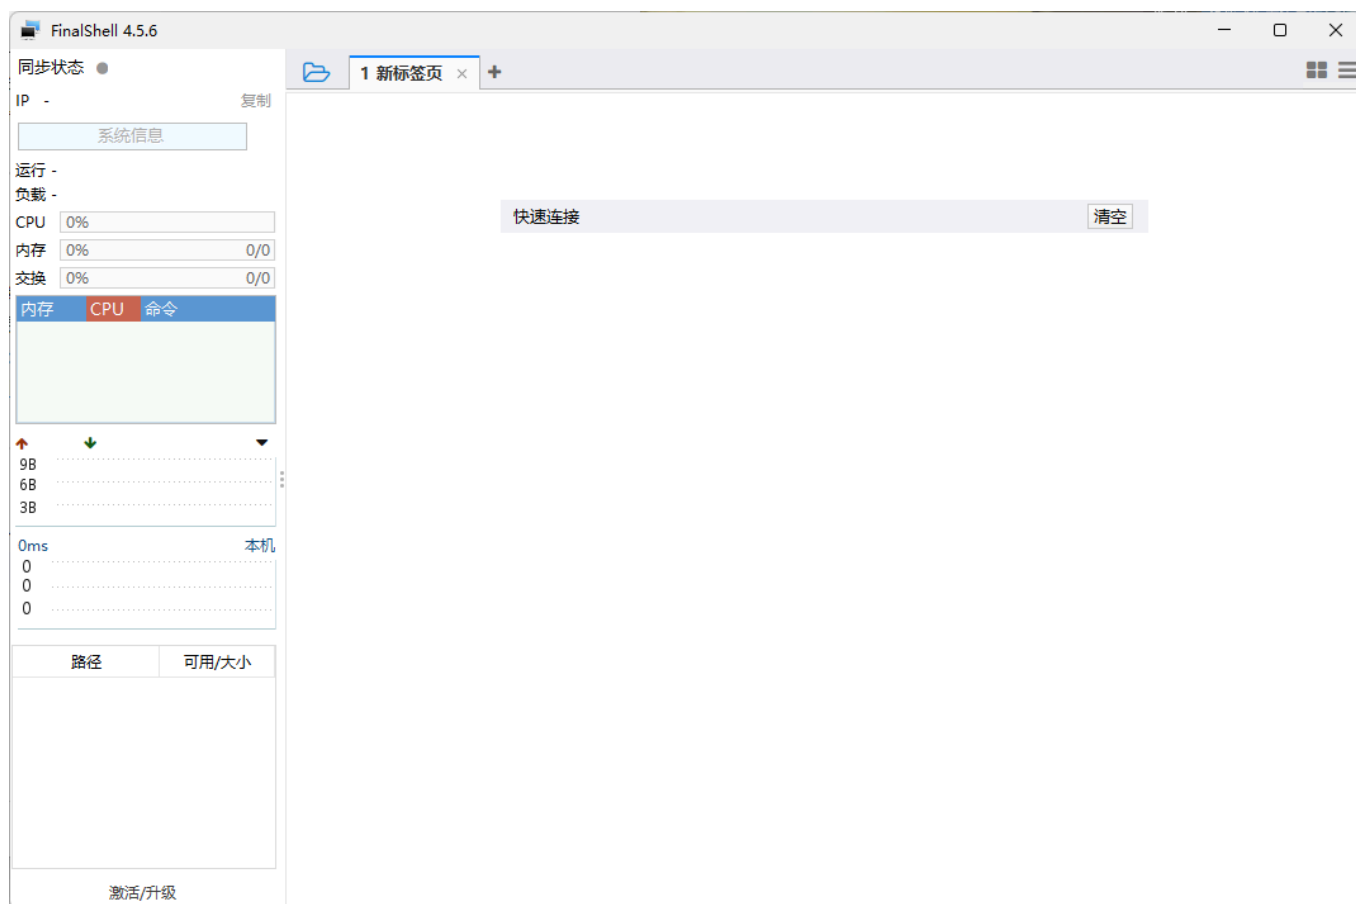 FinalShell 4.5.6
同步状态
1 新标签页
IP -
复制
系统信息
运行 -
负载 -
快速连接
清空
CPU 0%
内存 0% 0/0
交换 0% 0/0
内存 CPU 命令
9B
6B
3B
0ms 本机
0
0
0
路径 可用/大小
激活/升级